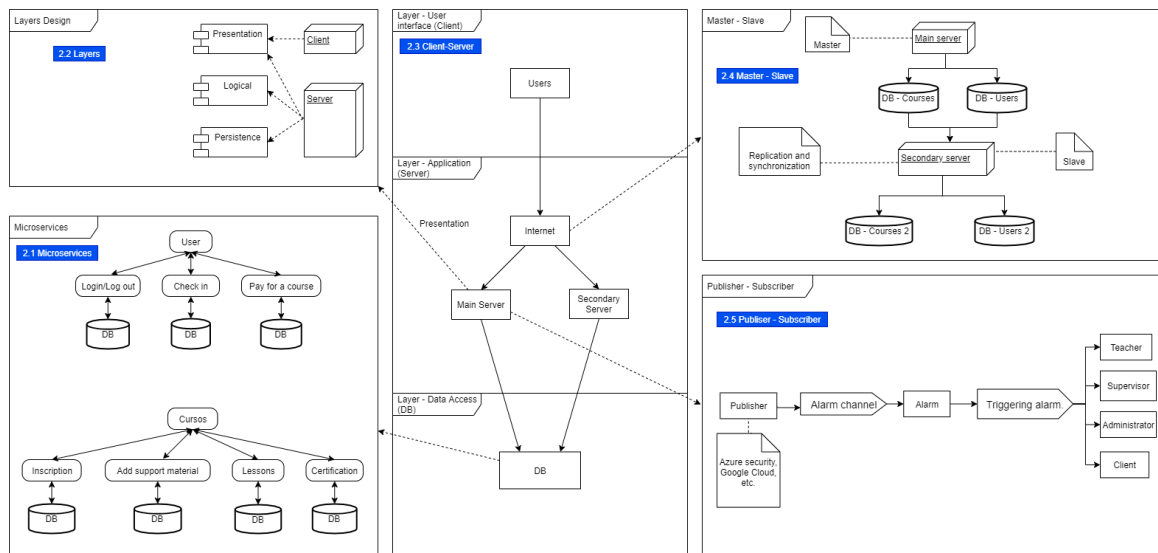 Layers Design
2.2 Layers
Presentation
Logical
Persistence
Client
Server
Microservices
2.1 Microservices
User
Login/Log out
Check in
Pay for a course
DB
DB
DB
Cursos
Inscription
Add support material
Lessons
Certification
DB
DB
DB
DB
Layer - User
interface (Client)
2.3 Client-Server
Users
Layer - Application
(Server)
Presentation
Internet
Main Server
Secondary
Server
Layer - Data Access
(DB)
DB
Master - Slave
2.4 Master - Slave
Master
Main server
DB - Courses
DB - Users
Replication and
synchronization
Secondary server
Slave
DB - Courses 2
DB - Users 2
Publisher - Subscriber
2.5 Publiser - Subscriber
Publisher
Alarm channel
Alarm
Triggering alarm.
Teacher
Supervisor
Administrator
Client
Azure security,
Google Cloud,
etc.